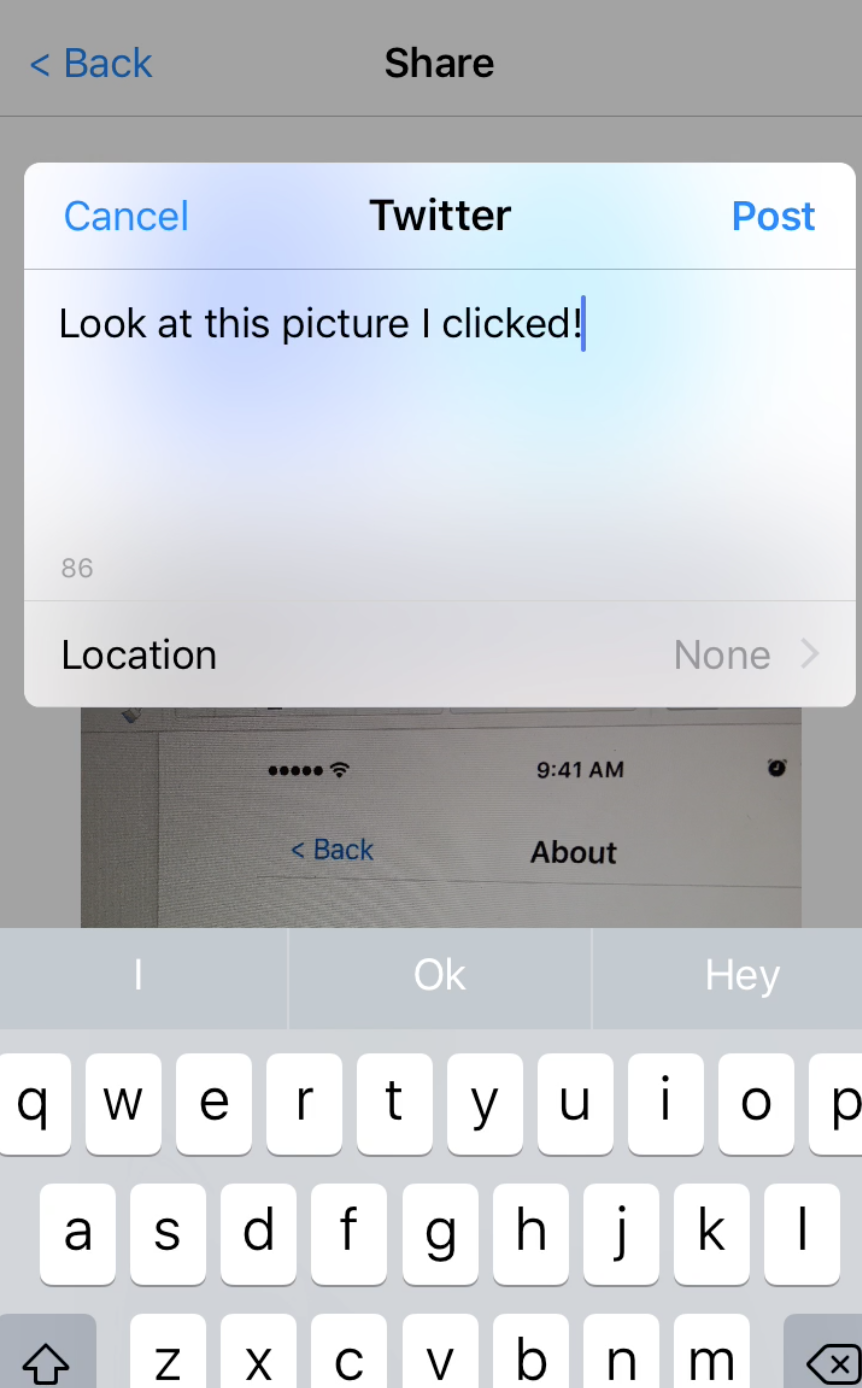 < Back Share
Cancel Twitter Post
Look at this picture I clicked!
86
Location None >
9:41 AM
< Back About
I Ok Hey
q w e r t y u i o p
a s d f g h j k l
z x c v b n m